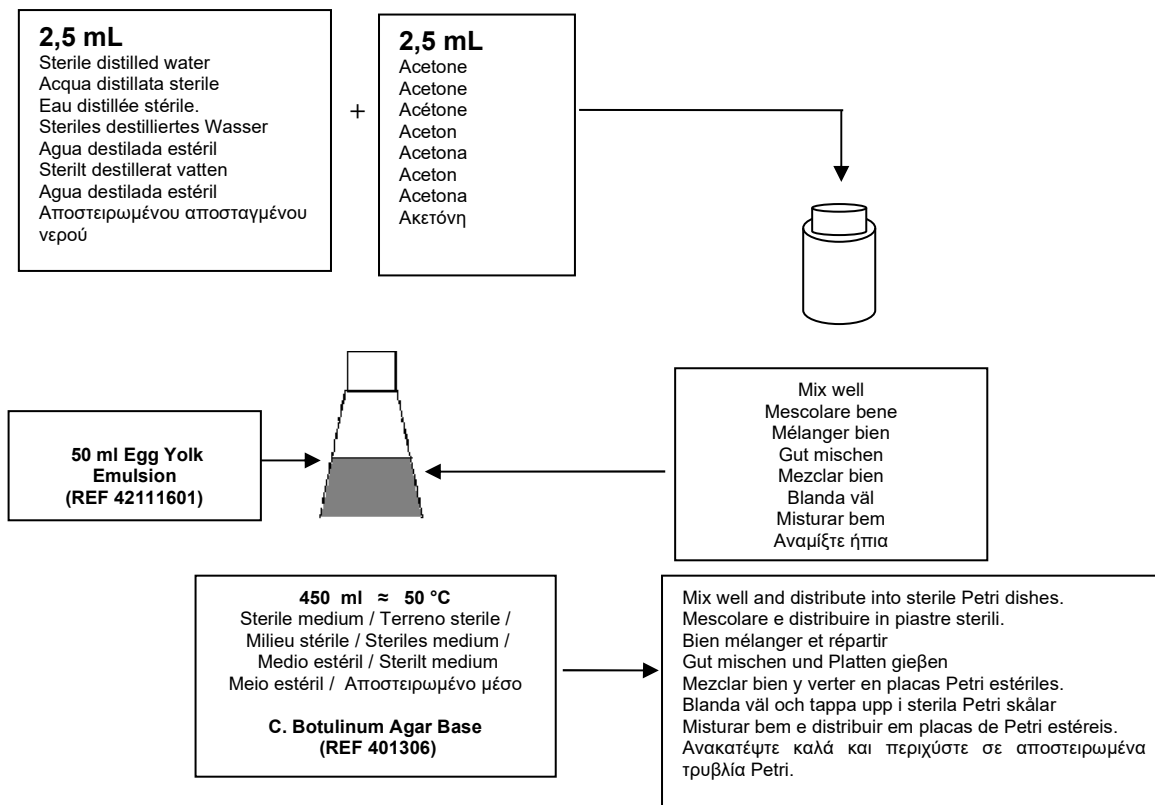 2,5 mL
Sterile distilled water
Acqua distillata sterile
Eau distillée stérile.
Steriles destilliertes Wasser
Agua destilada estéril
Sterilt destillerat vatten
Agua destilada estéril
Αποστειρωμένου αποσταγμένου
νερού
+
2,5 mL
Acetone
Acetone
Acétone
Aceton
Acetona
Aceton
Acetona
Ακετόνη
50 ml Egg Yolk
Emulsion
(REF 42111601)
Mix well
Mescolare bene
Mélanger bien
Gut mischen
Mezclar bien
Blanda väl
Misturar bem
Αναμίξτε ήπια
450 ml ≈ 50 °C
Sterile medium / Terreno sterile /
Milieu stérile / Steriles medium /
Medio estéril / Sterilt medium
Meio estéril / Αποστειρωμένο μέσο
C. Botulinum Agar Base
(REF 401306)
Mix well and distribute into sterile Petri dishes.
Mescolare e distribuire in piastre sterili.
Bien mélanger et répartir
Gut mischen und Platten gieβen
Mezclar bien y verter en placas Petri estériles.
Blanda väl och tappa upp i sterila Petri skålar
Misturar bem e distribuir em placas de Petri estéreis.
Ανακατέψτε καλά και περιχύστε σε αποστειρωμένα
τρυβλία Petri.